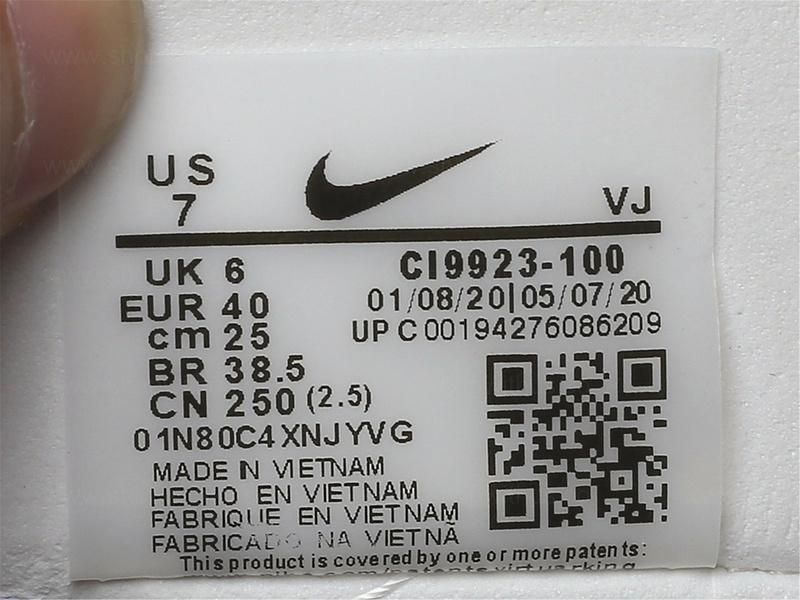 US
7
VJ
UK 6
CI9923-100
EUR 40
01/08/20|05/07/20
cm 25
UPC 00194276086209
BR 38.5
CN 250 (2.5)
01N80C4XNJYVG
MADE IN VIETNAM
HECHO EN VIETNAM
FABRIQUE EN VIETNAM
FABRICADO NA VIETNÃ
This product is covered by one or more patents: